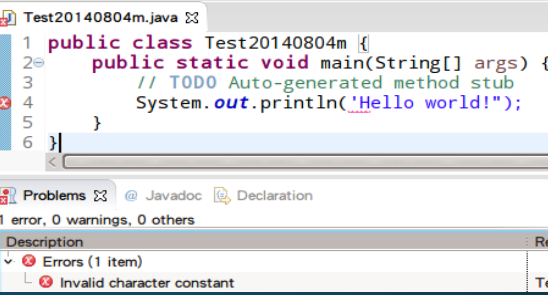 Test20140804m.java
1 public class Test20140804m {
2 public static void main(String[] args) {
3 // TODO Auto-generated method stub
4 System.out.println('Hello world!");
5 }
6 }
Problems @ Javadoc Declaration
1 error, 0 warnings, 0 others
Description
Errors (1 item)
Invalid character constant